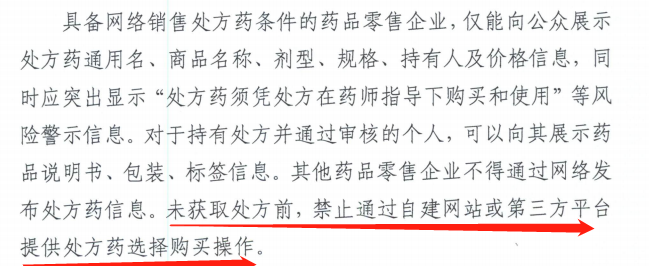 具备网络销售处方药条件的药品零售企业，仅能向公众展示
处方药通用名、商品名称、剂型、规格、持有人及价格信息，同
时应突出显示“处方药须凭处方在药师指导下购买和使用”等风
险警示信息。对于持有处方并通过审核的个人，可以向其展示药
品说明书、包装、标签信息。其他药品零售企业不得通过网络发
布处方药信息。未获取处方前，禁止通过自建网站或第三方平台
提供处方药选择购买操作。